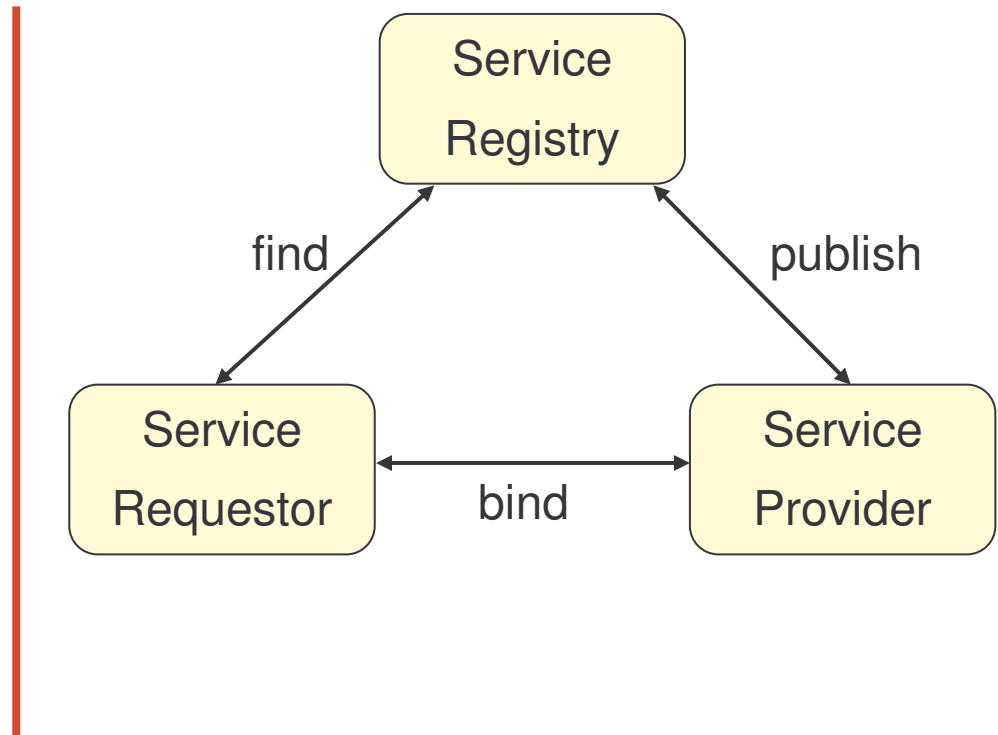 Service
Registry
find
publish
Service
Requestor
bind
Service
Provider